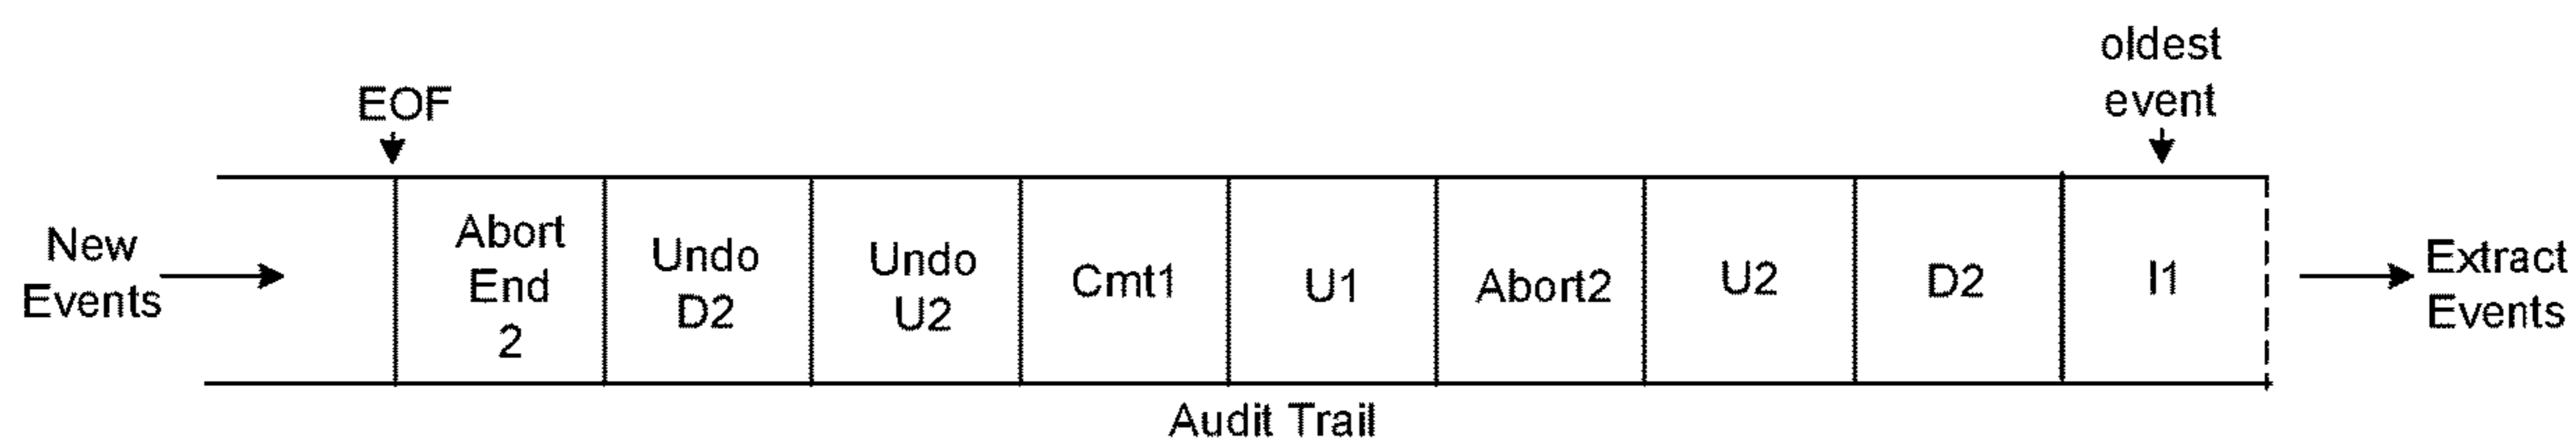 oldest
event
EOF
New
Events
Abort
End
2
Undo
D2
Undo
U2
Cmt1
U1
Abort2
U2
D2
I1
Extract
Events
Audit Trail